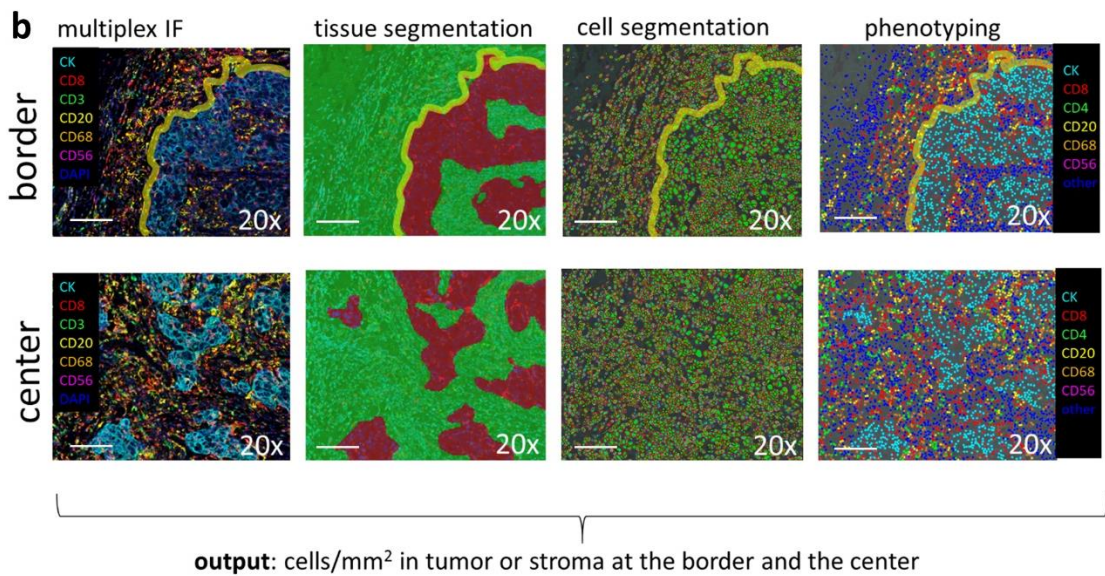 b
multiplex IF
tissue segmentation
cell segmentation
phenotyping
border
CK
CD8
CD3
CD20
CD68
CD56
DAPI
20x
20x
20x
20x
CK
CD8
CD4
CD20
CD68
CD56
other
center
CK
CD8
CD3
CD20
CD68
CD56
DAPI
20x
20x
20x
20x
CK
CD8
CD4
CD20
CD68
CD56
other
output: cells/mm² in tumor or stroma at the border and the center